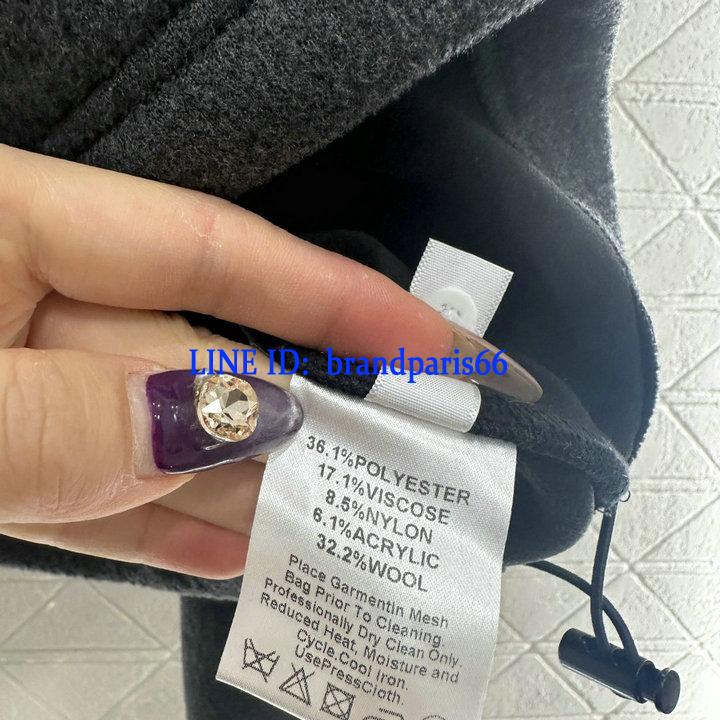 LINE ID: brandparis66
36.1%POLYESTER
17.1%VISCOSE
8.5%NYLON
6.1%ACRYLIC
32.2%WOOL
Place Garmentln Mesh
Bag Prior To Cleaning.
Professionally Dry Clean Only.
Reduced Heat, Moisture and
Cycle.Cool Iron.
UsePressCloth.